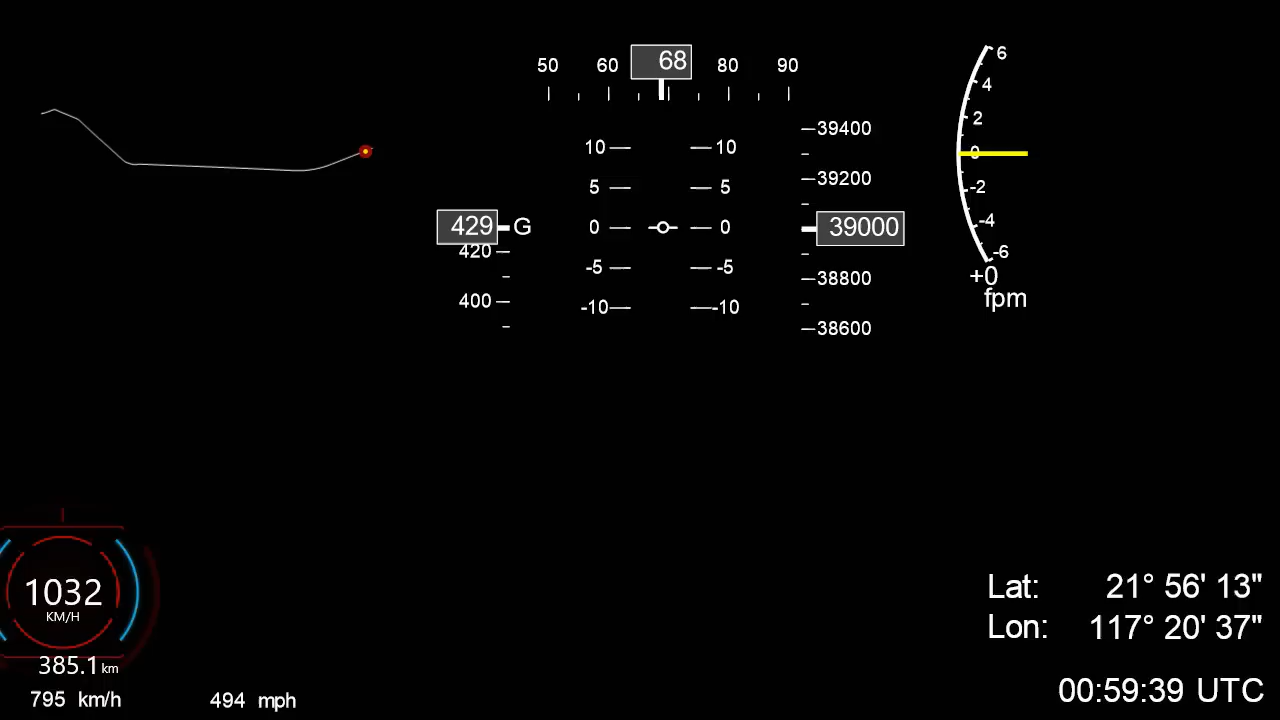 50 60 68 80 90
6
4
2
0
-2
-4
-6
+0
fpm
39400
39200
39000
38800
38600
10 10
5 5
0 0
-5 -5
-10 -10
429 G
420
400
1032
KM/H
385.1 km
795 km/h 494 mph
Lat: 21° 56' 13"
Lon: 117° 20' 37"
00:59:39 UTC